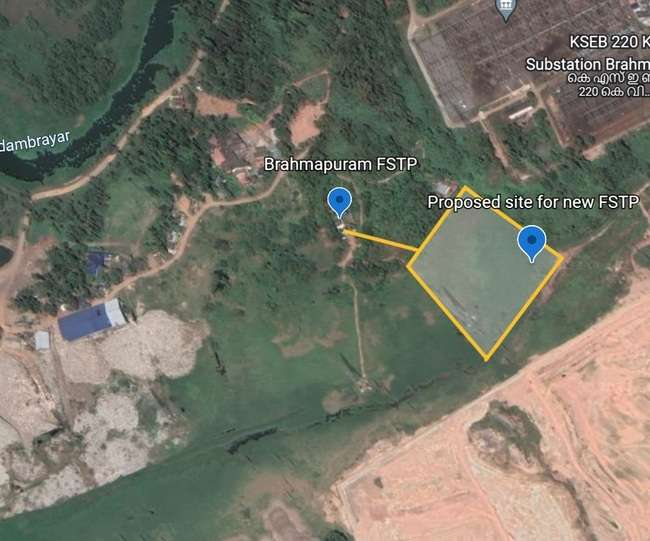 KSEB 220 K
Substation Brahm
കെ എസ് ഇ ബ
220 കെ വി...
dambrayar
Brahmapuram FSTP
Proposed site for new FSTP